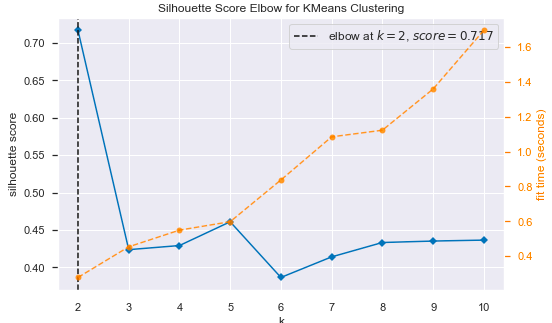 Silhouette Score Elbow for KMeans Clustering
elbow at k = 2, score = 0.717
silhouette score
0.70
0.65
0.60
0.55
0.50
0.45
0.40
fit time (seconds)
1.6
1.4
1.2
1.0
0.8
0.6
0.4
2 3 4 5 6 7 8 9 10
k